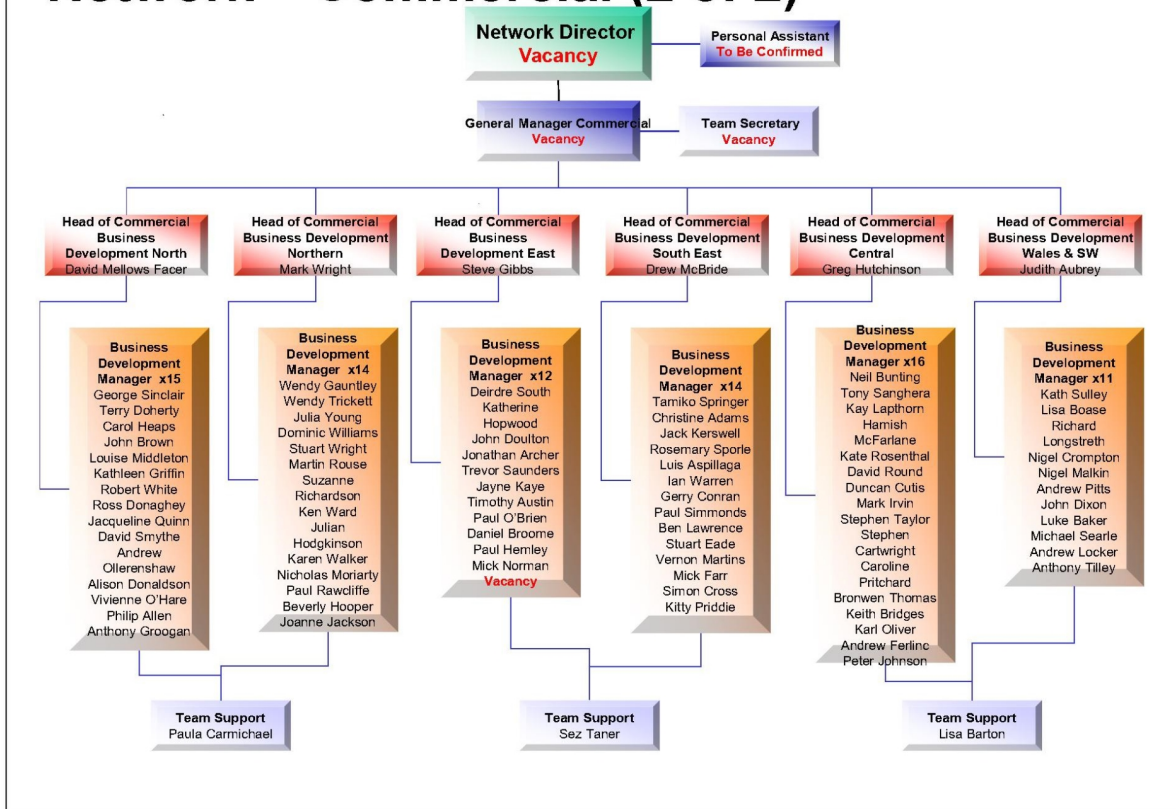 Network – Commercial (2 of 2)
Network Director
Vacancy
Personal Assistant
To Be Confirmed
General Manager Commercial
Vacancy
Team Secretary
Vacancy
Head of Commercial
Business
Development North
David Mellows Facer
Head of Commercial
Business Development
Northern
Mark Wright
Head of Commercial
Business
Development East
Steve Gibbs
Head of Commercial
Business Development
South East
Drew McBride
Head of Commercial
Business Development
Central
Greg Hutchinson
Head of Commercial
Business Development
Wales & SW
Judith Aubrey
Business
Development
Manager x15
George Sinclair
Terry Doherty
Carol Heaps
John Brown
Louise Middleton
Kathleen Griffin
Robert White
Ross Donaghey
Jacqueline Quinn
David Smythe
Andrew
Ollerenshaw
Alison Donaldson
Vivienne O'Hare
Philip Allen
Anthony Groogan
Business
Development
Manager x14
Wendy Gauntley
Wendy Trickett
Julia Young
Dominic Williams
Stuart Wright
Martin Rouse
Suzanne
Richardson
Ken Ward
Julian
Hodgkinson
Karen Walker
Nicholas Moriarty
Paul Rawcliffe
Beverly Hooper
Joanne Jackson
Business
Development
Manager x12
Deirdre South
Katherine
Hopwood
John Doulton
Jonathan Archer
Trevor Saunders
Jayne Kaye
Timothy Austin
Paul O'Brien
Daniel Broome
Paul Hemley
Mick Norman
Vacancy
Business
Development
Manager x14
Tamiko Springer
Christine Adams
Jack Kerswell
Rosemary Sporle
Luis Aspillaga
Ian Warren
Gerry Conran
Paul Simmonds
Ben Lawrence
Stuart Eade
Vernon Martins
Mick Farr
Simon Cross
Kitty Priddie
Business
Development
Manager x16
Neil Bunting
Tony Sanghera
Kay Lapthorn
Hamish
McFarlane
Kate Rosenthal
David Round
Duncan Cutis
Mark Irvin
Stephen Taylor
Stephen
Cartwright
Caroline
Pritchard
Bronwen Thomas
Keith Bridges
Karl Oliver
Andrew Ferlinc
Peter Johnson
Business
Development
Manager x11
Kath Sulley
Lisa Boase
Richard
Longstreth
Nigel Crompton
Nigel Malkin
Andrew Pitts
John Dixon
Luke Baker
Michael Searle
Andrew Locker
Anthony Tilley
Team Support
Paula Carmichael
Team Support
Sez Taner
Team Support
Lisa Barton